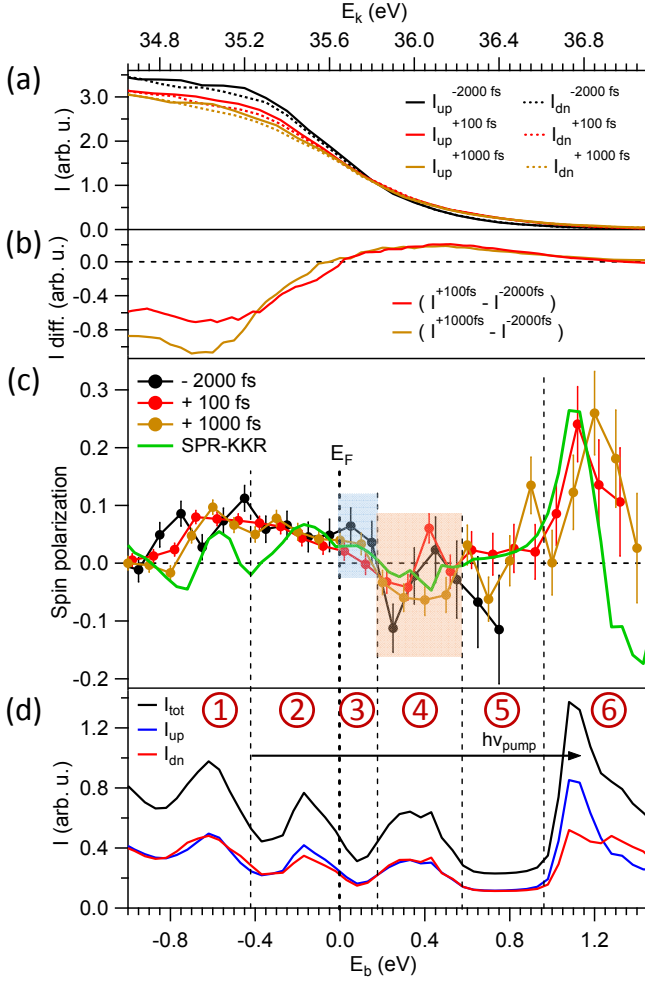 E_k (eV)
34.8 35.2 35.6 36.0 36.4 36.8
(a)
I (arb. u.)
3.0
2.0
1.0
0.0
I_up^-2000 fs I_dn^-2000 fs
I_up^+100 fs I_dn^+100 fs
I_up^+1000 fs I_dn^+ 1000 fs
(b)
I diff. (arb. u.)
0.0
-0.4
-0.8
( I^+100fs - I^-2000fs )
( I^+1000fs - I^-2000fs )
(c)
Spin polarization
0.3
0.2
0.1
0.0
-0.1
-0.2
- 2000 fs
+ 100 fs
+ 1000 fs
SPR-KKR
E_F
(d)
I (arb. u.)
1.2
0.8
0.4
0.0
I_tot
I_up
I_dn
1 2 3 4 5 6
hν_pump
-0.8 -0.4 0.0 0.4 0.8 1.2
E_b (eV)